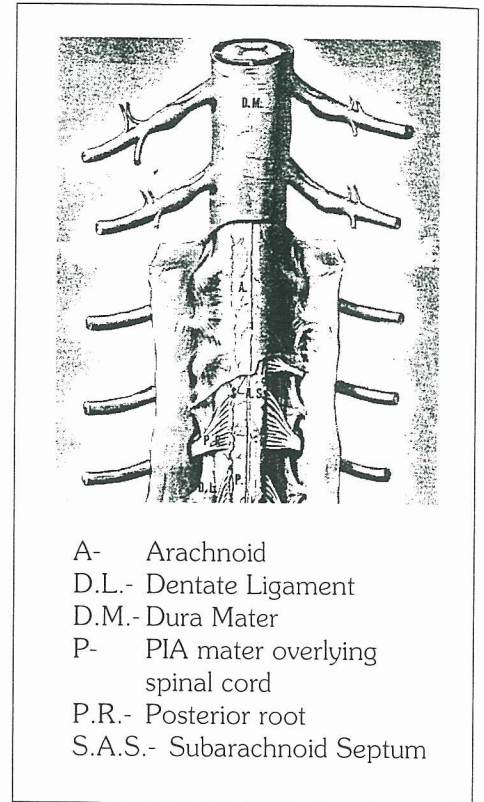 D.M.
A.
S.A.S.
P.R.
D.L.
P.
A- Arachnoid
D.L.- Dentate Ligament
D.M.- Dura Mater
P- PIA mater overlying
spinal cord
P.R.- Posterior root
S.A.S.- Subarachnoid Septum